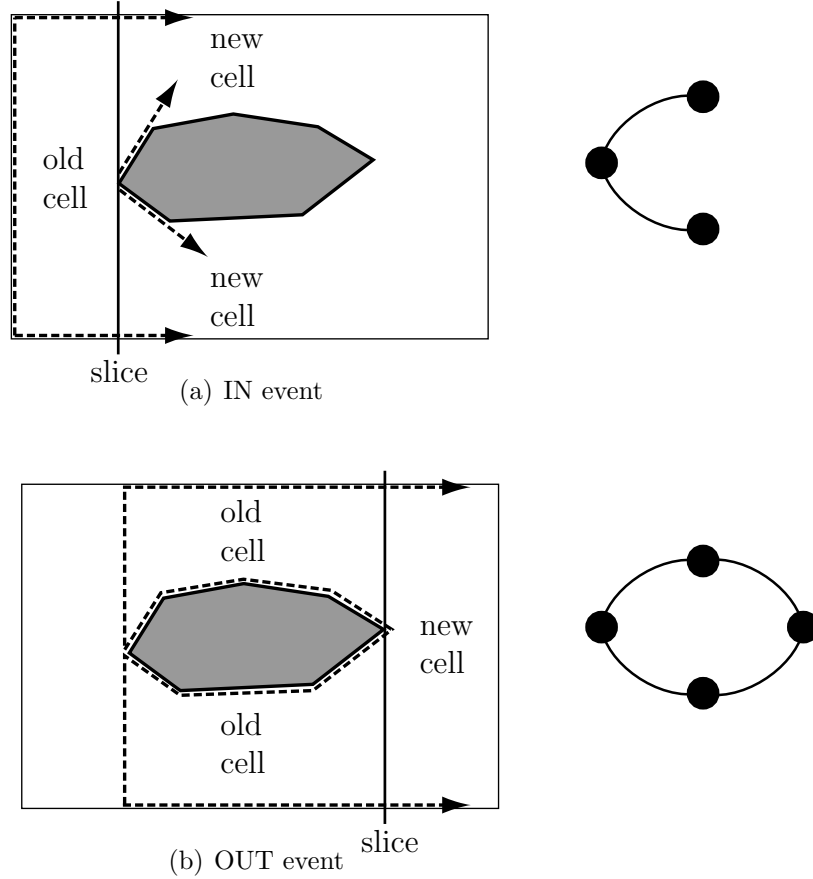 new
cell
old
cell
new
cell
slice
(a) IN event
old
cell
new
cell
old
cell
slice
(b) OUT event